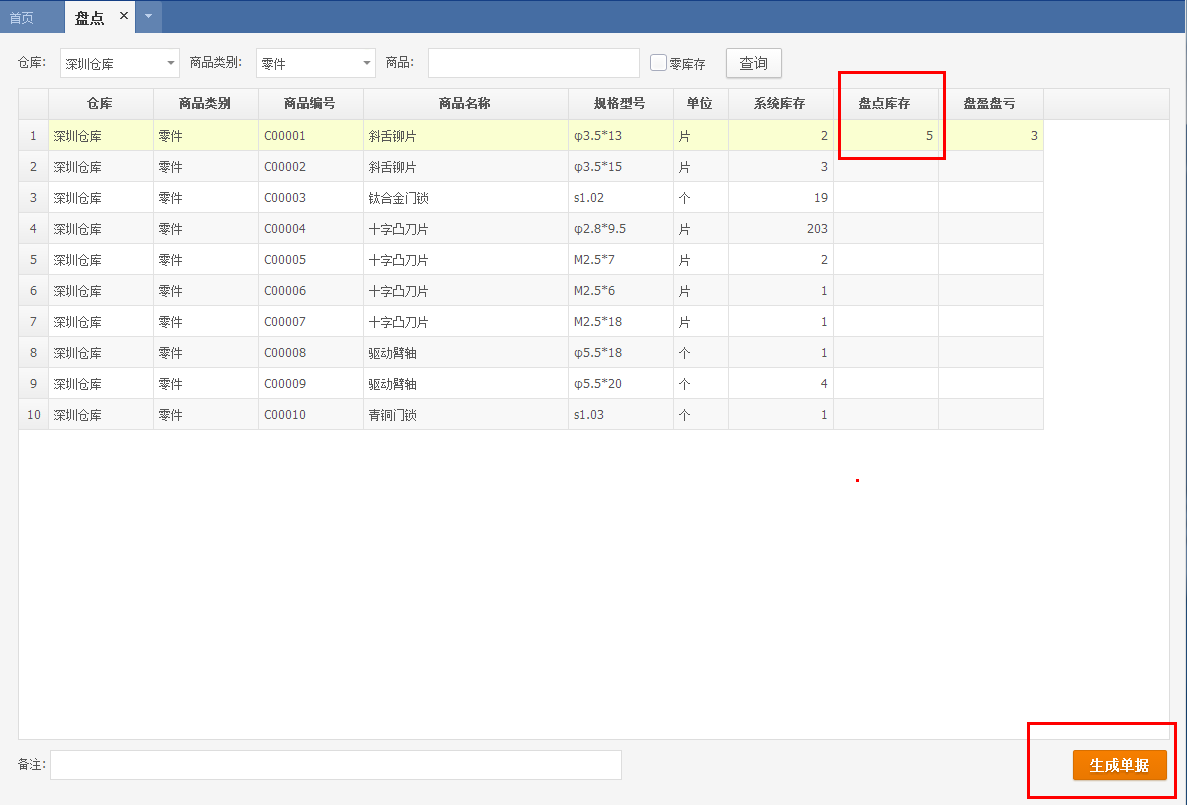 首页 盘点 ×
仓库: 深圳仓库 商品类别: 零件 商品: 零库存 查询
仓库 商品类别 商品编号 商品名称 规格型号 单位 系统库存 盘点库存 盘盈盘亏
1 深圳仓库 零件 C00001 斜舌铆片 φ3.5*13 片 2 5 3
2 深圳仓库 零件 C00002 斜舌铆片 φ3.5*15 片 3
3 深圳仓库 零件 C00003 钛合金门锁 s1.02 个 19
4 深圳仓库 零件 C00004 十字凸刀片 φ2.8*9.5 片 203
5 深圳仓库 零件 C00005 十字凸刀片 M2.5*7 片 2
6 深圳仓库 零件 C00006 十字凸刀片 M2.5*6 片 1
7 深圳仓库 零件 C00007 十字凸刀片 M2.5*18 片 1
8 深圳仓库 零件 C00008 驱动臂轴 φ5.5*18 个 1
9 深圳仓库 零件 C00009 驱动臂轴 φ5.5*20 个 4
10 深圳仓库 零件 C00010 青铜门锁 s1.03 个 1
备注: 生成单据